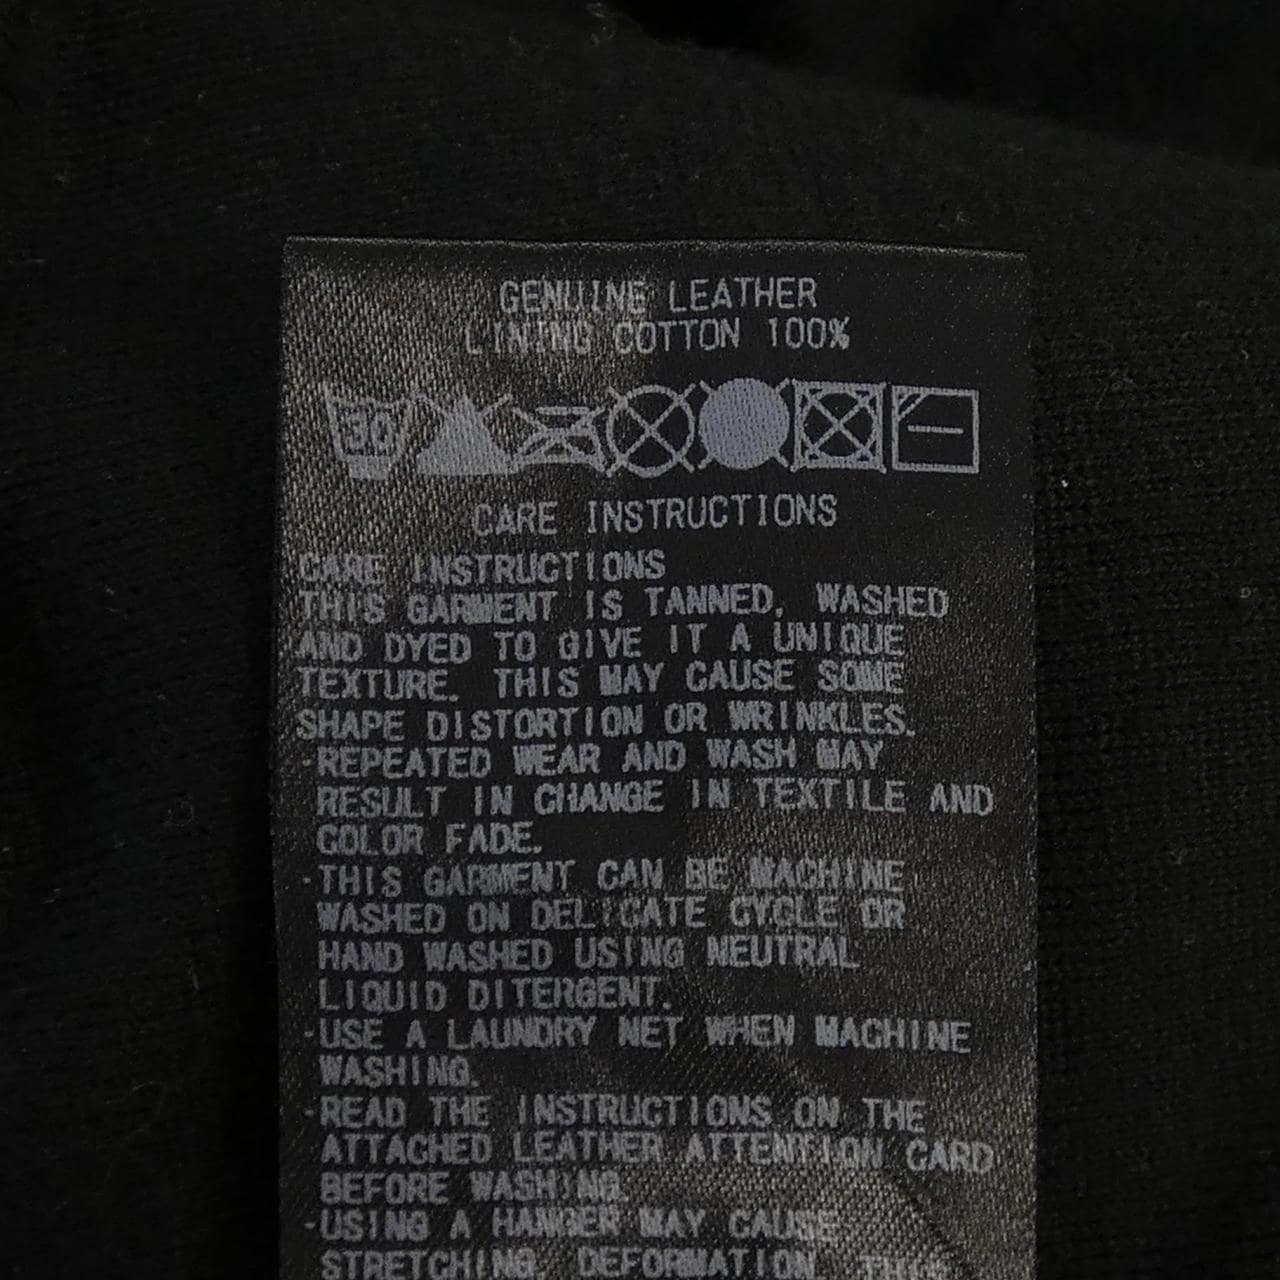 GENUINE LEATHER
LINING COTTON 100%
30
CARE INSTRUCTIONS
CARE INSTRUCTIONS
THIS GARMENT IS TANNED, WASHED
AND DYED TO GIVE IT A UNIQUE
TEXTURE. THIS MAY CAUSE SOME
SHAPE DISTORTION OR WRINKLES.
·REPEATED WEAR AND WASH MAY
RESULT IN CHANGE IN TEXTILE AND
COLOR FADE.
·THIS GARMENT CAN BE MACHINE
WASHED ON DELICATE CYCLE OR
HAND WASHED USING NEUTRAL
LIQUID DITERGENT.
·USE A LAUNDRY NET WHEN MACHINE
WASHING.
·READ THE INSTRUCTIONS ON THE
ATTACHED LEATHER ATTENTION CARD
BEFORE WASHING.
·USING A HANGER MAY CAUSE
STRETCHING, DEFORMATION,